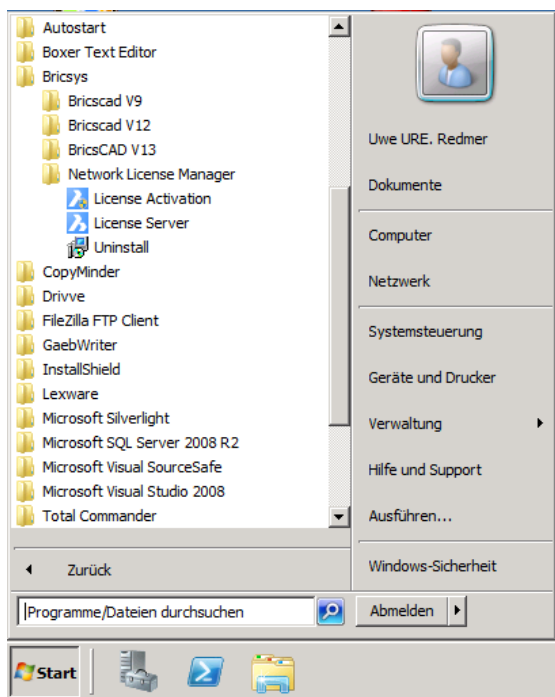 Autostart
Boxer Text Editor
Bricsys
Bricscad V9
Bricscad V12
BricsCAD V13
Network License Manager
License Activation
License Server
Uninstall
CopyMinder
Drivve
FileZilla FTP Client
GaebWriter
InstallShield
Lexware
Microsoft Silverlight
Microsoft SQL Server 2008 R2
Microsoft Visual SourceSafe
Microsoft Visual Studio 2008
Total Commander
Zurück
Programme/Dateien durchsuchen
Uwe URE. Redmer
Dokumente
Computer
Netzwerk
Systemsteuerung
Geräte und Drucker
Verwaltung
Hilfe und Support
Ausführen...
Windows-Sicherheit
Abmelden
Start